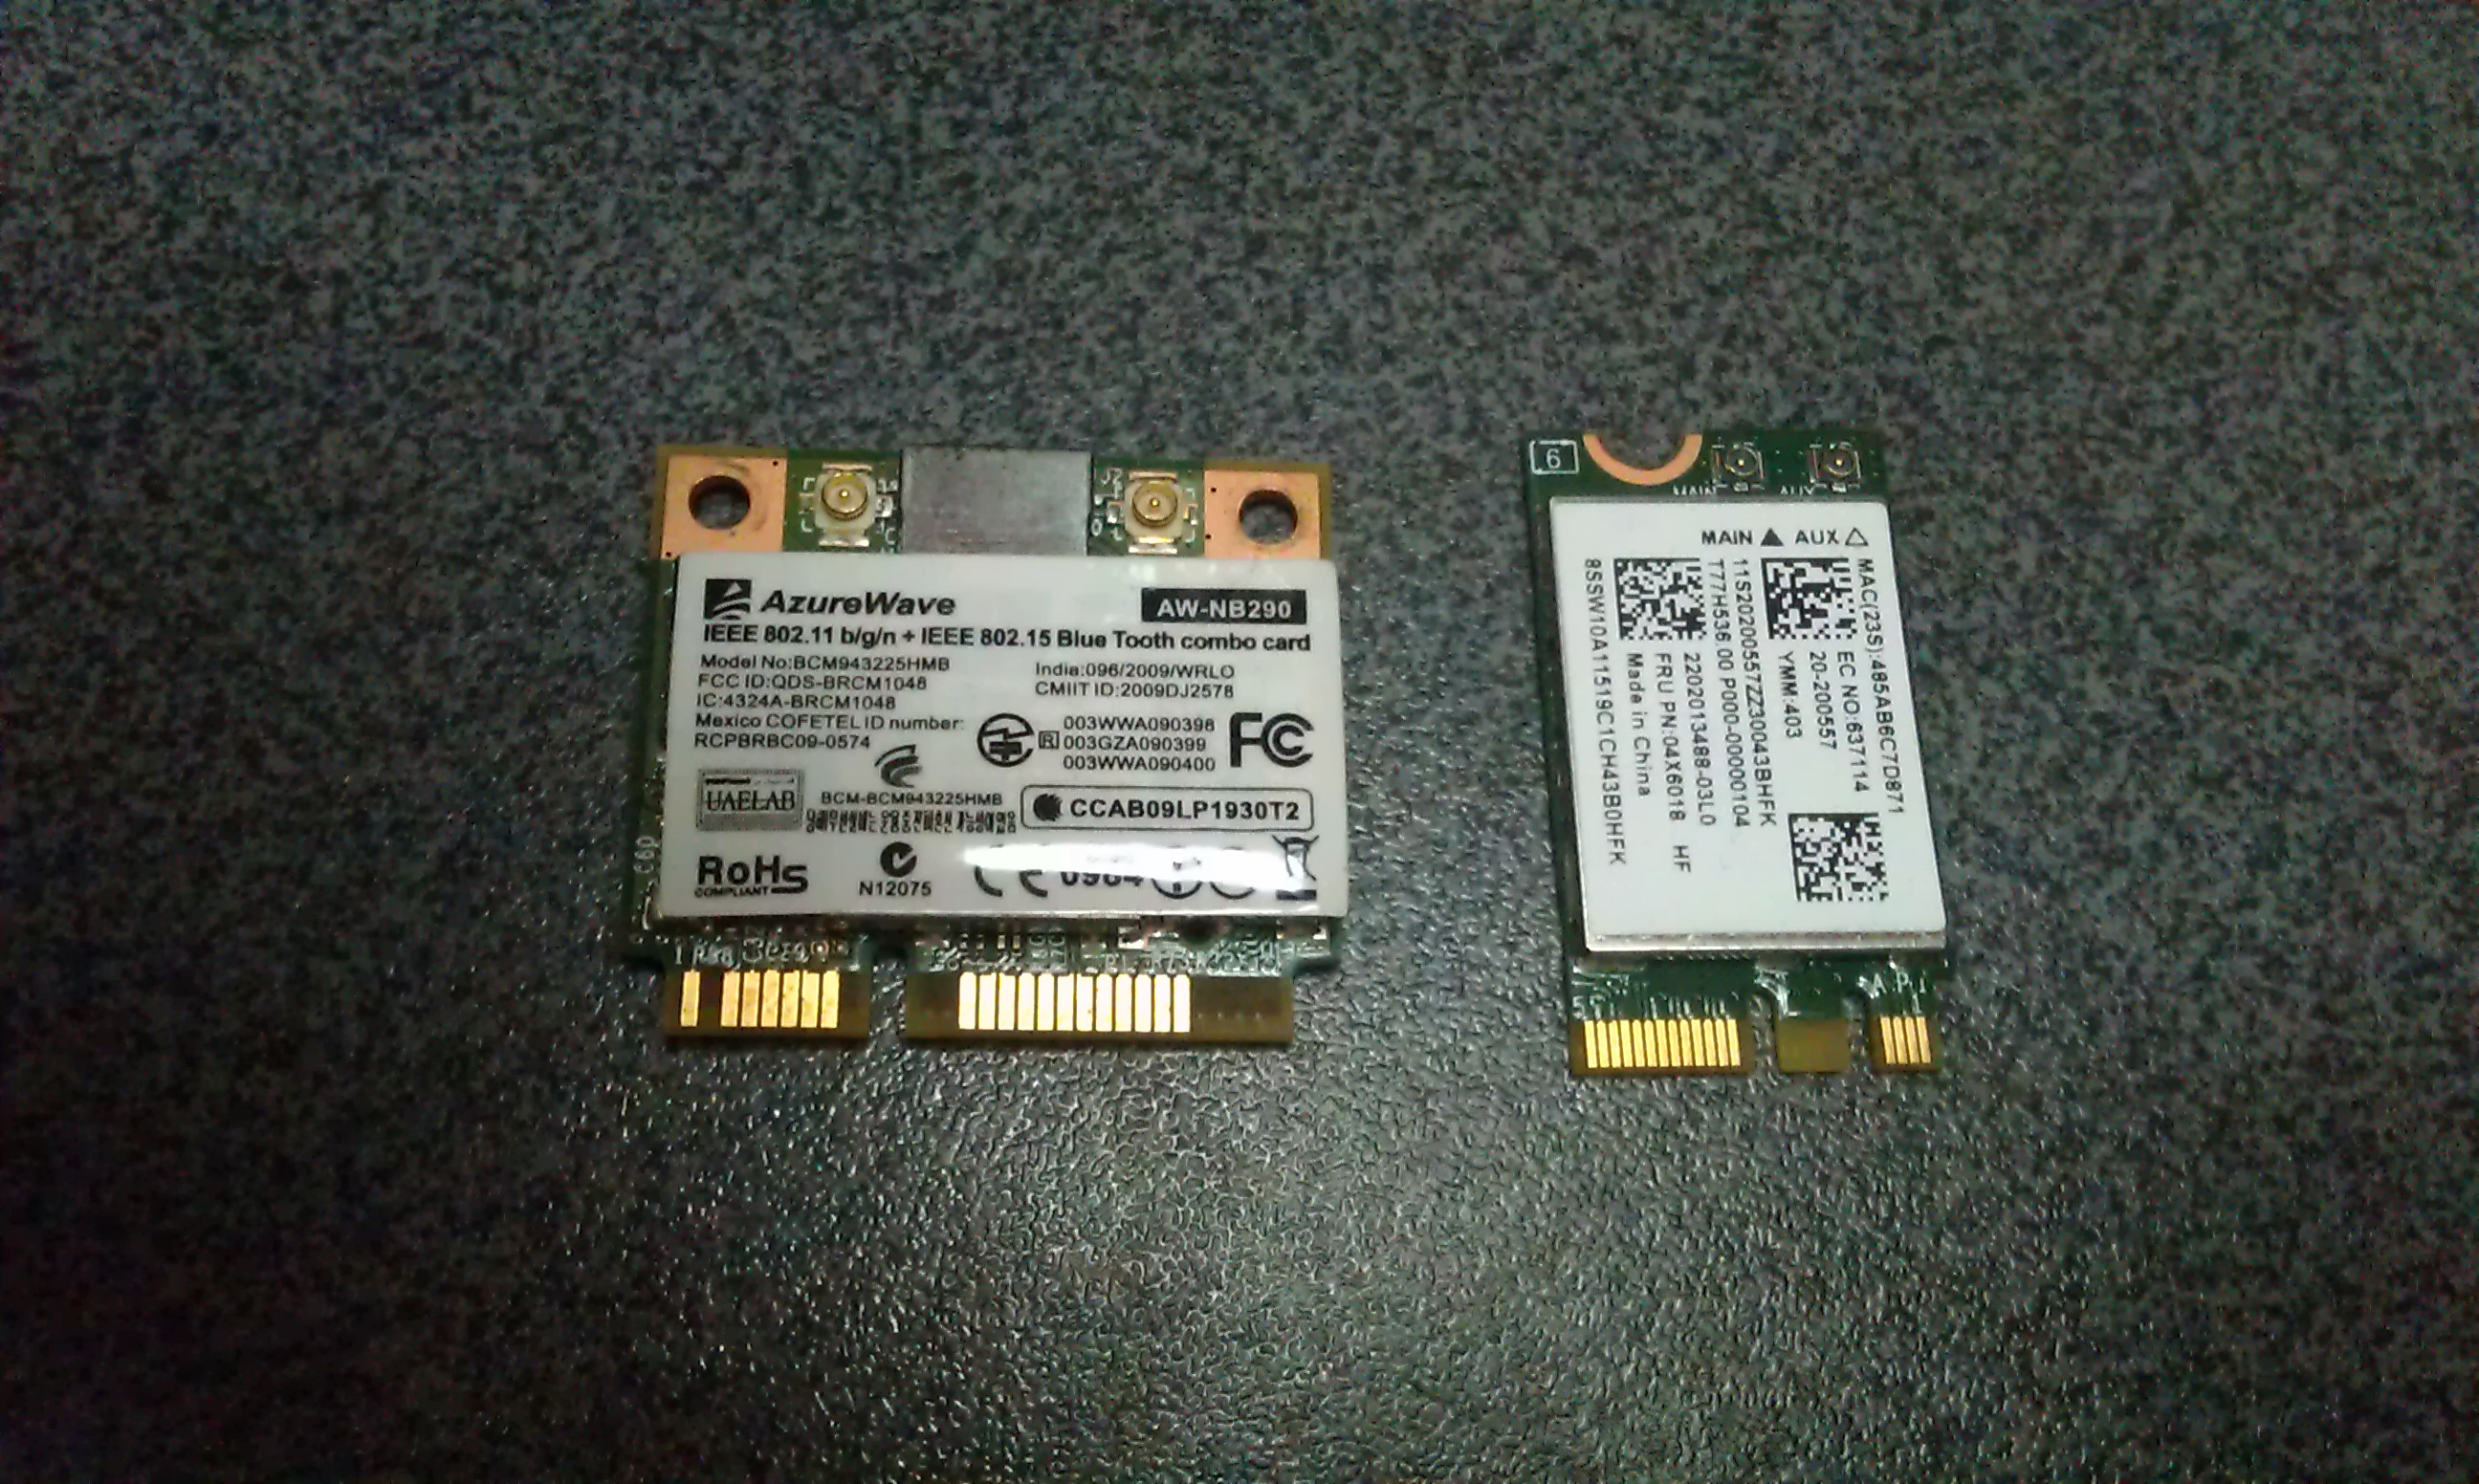 AzureWave
AW-NB290
IEEE 802.11 b/g/n + IEEE 802.15 Blue Tooth combo card
Model No:BCM943225HMB
FCC ID:QDS-BRCM1048
IC:4324A-BRCM1048
Mexico COFETEL ID number:
RCPBRBC09-0574
India:096/2009/WRLO
CMIIT ID:2009DJ2578
003WWA090398
R 003GZA090399
003WWA090400
FC
UAELAB
BCM-BCM943225HMB
CCAB09LP1930T2
RoHS
COMPLIANT
N12075
CE
6
MAIN AUX
MAIN ▲ AUX △
MAC(23S):485AB6C7D871
EC NO:637114
20-200557
YMM:403
11S20200557ZZ30043BHFK
T77H536.00 P000-00000104
2202013488-03L0
FRU PN:04X6018 HF
Made in China
8SSW10A11519C1CH43B0HFK